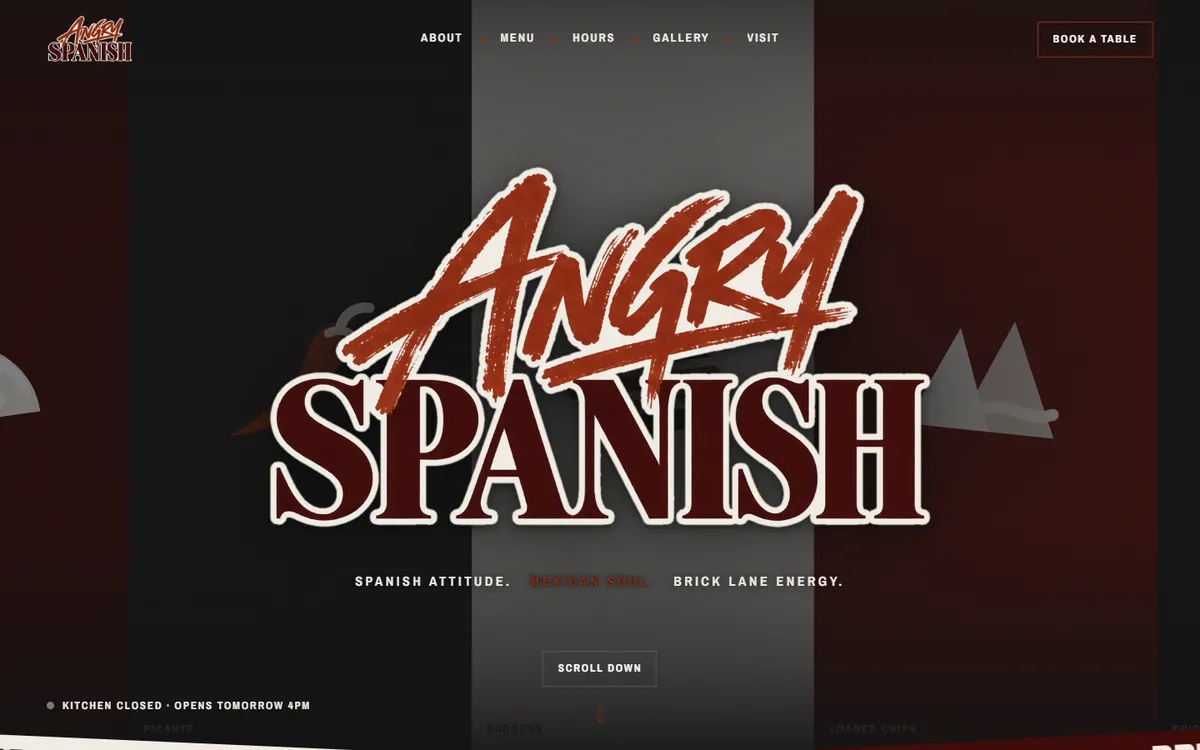 ANGRY
SPANISH
ABOUT
MENU
HOURS
GALLERY
VISIT
BOOK A TABLE
ANGRY
SPANISH
SPANISH ATTITUDE. MEXICAN SOUL. BRICK LANE ENERGY.
SCROLL DOWN
KITCHEN CLOSED · OPENS TOMORROW 4PM
PICANTE
BURGERS
LOADED CHIPS